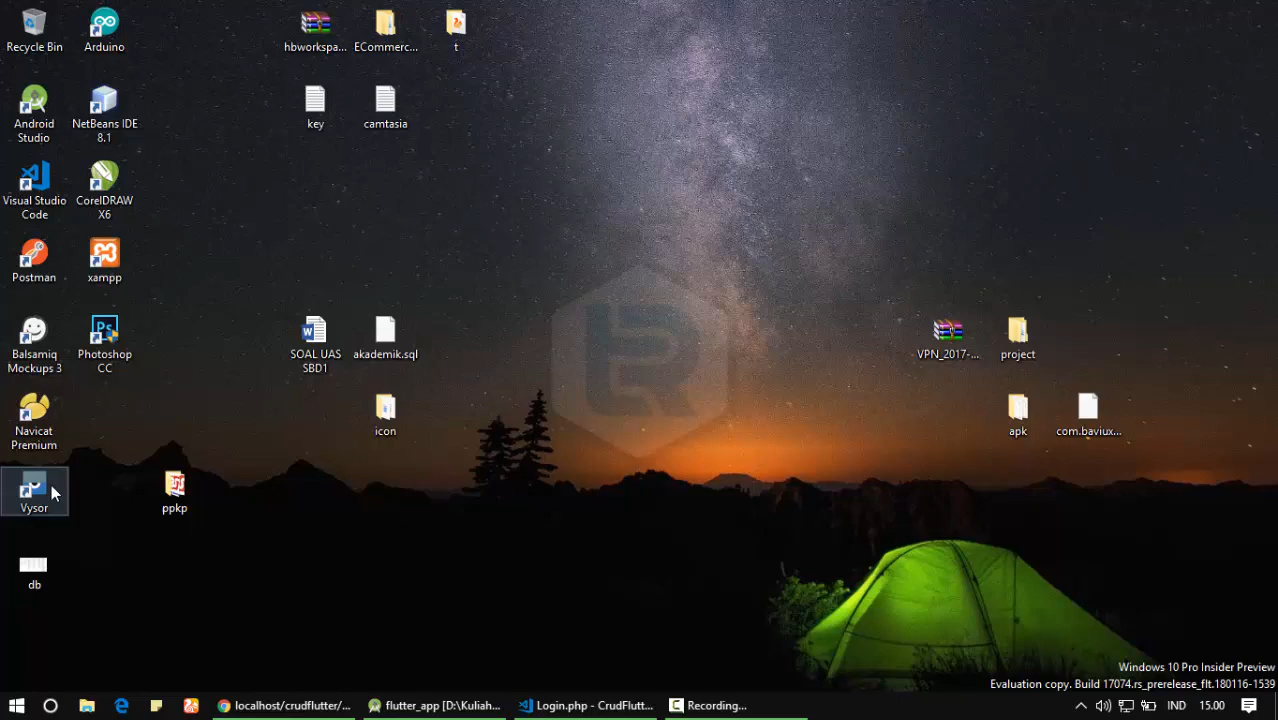 Recycle Bin
Arduino
hbworkspa...
ECommerc...
t
Android
Studio
NetBeans IDE
8.1
key
camtasia
Visual Studio
Code
CorelDRAW
X6
Postman
xampp
Balsamiq
Mockups 3
Photoshop
CC
SOAL UAS
SBD1
akademik.sql
VPN_2017-...
project
Navicat
Premium
icon
apk
com.baviux...
Vysor
ppkp
db
Windows 10 Pro Insider Preview
Evaluation copy. Build 17074.rs_prerelease_flt.180116-1539
localhost/crudflutter/...
flutter_app [D:\Kuliah...
Login.php - CrudFlutt...
Recording...
IND
15.00